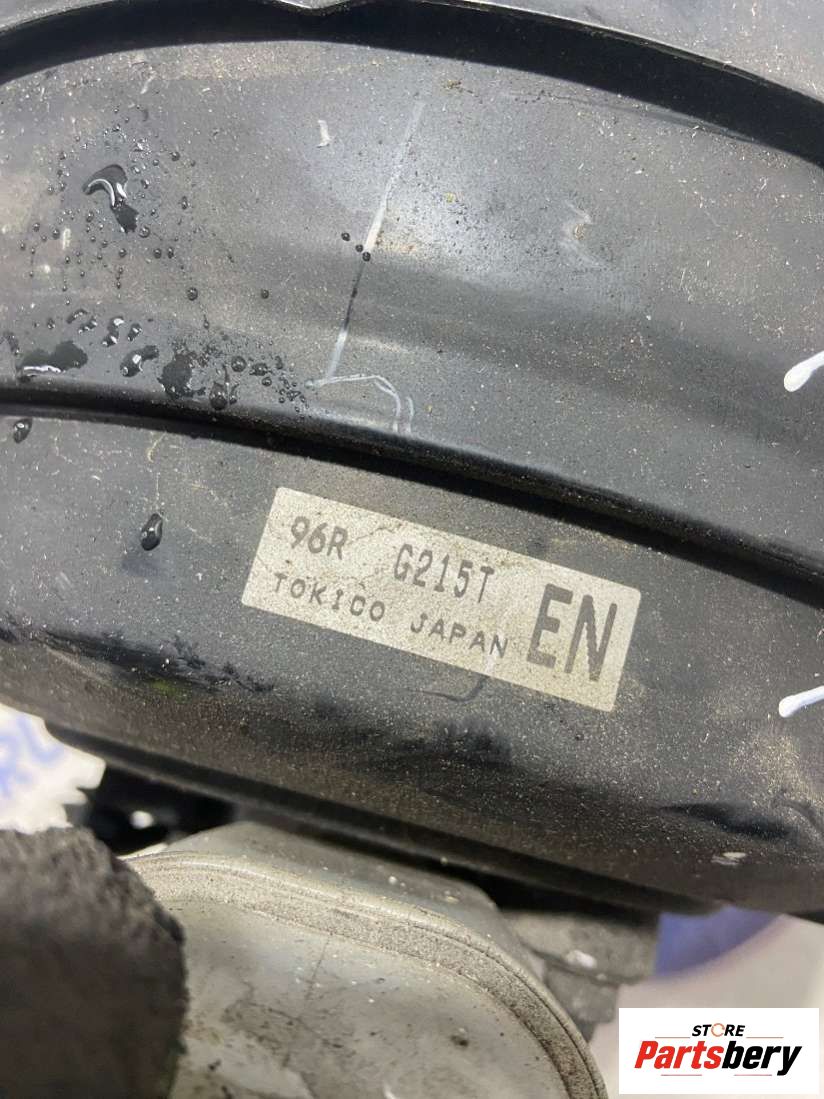 96R G215T
TOKICO JAPAN EN
STORE
Partsbery